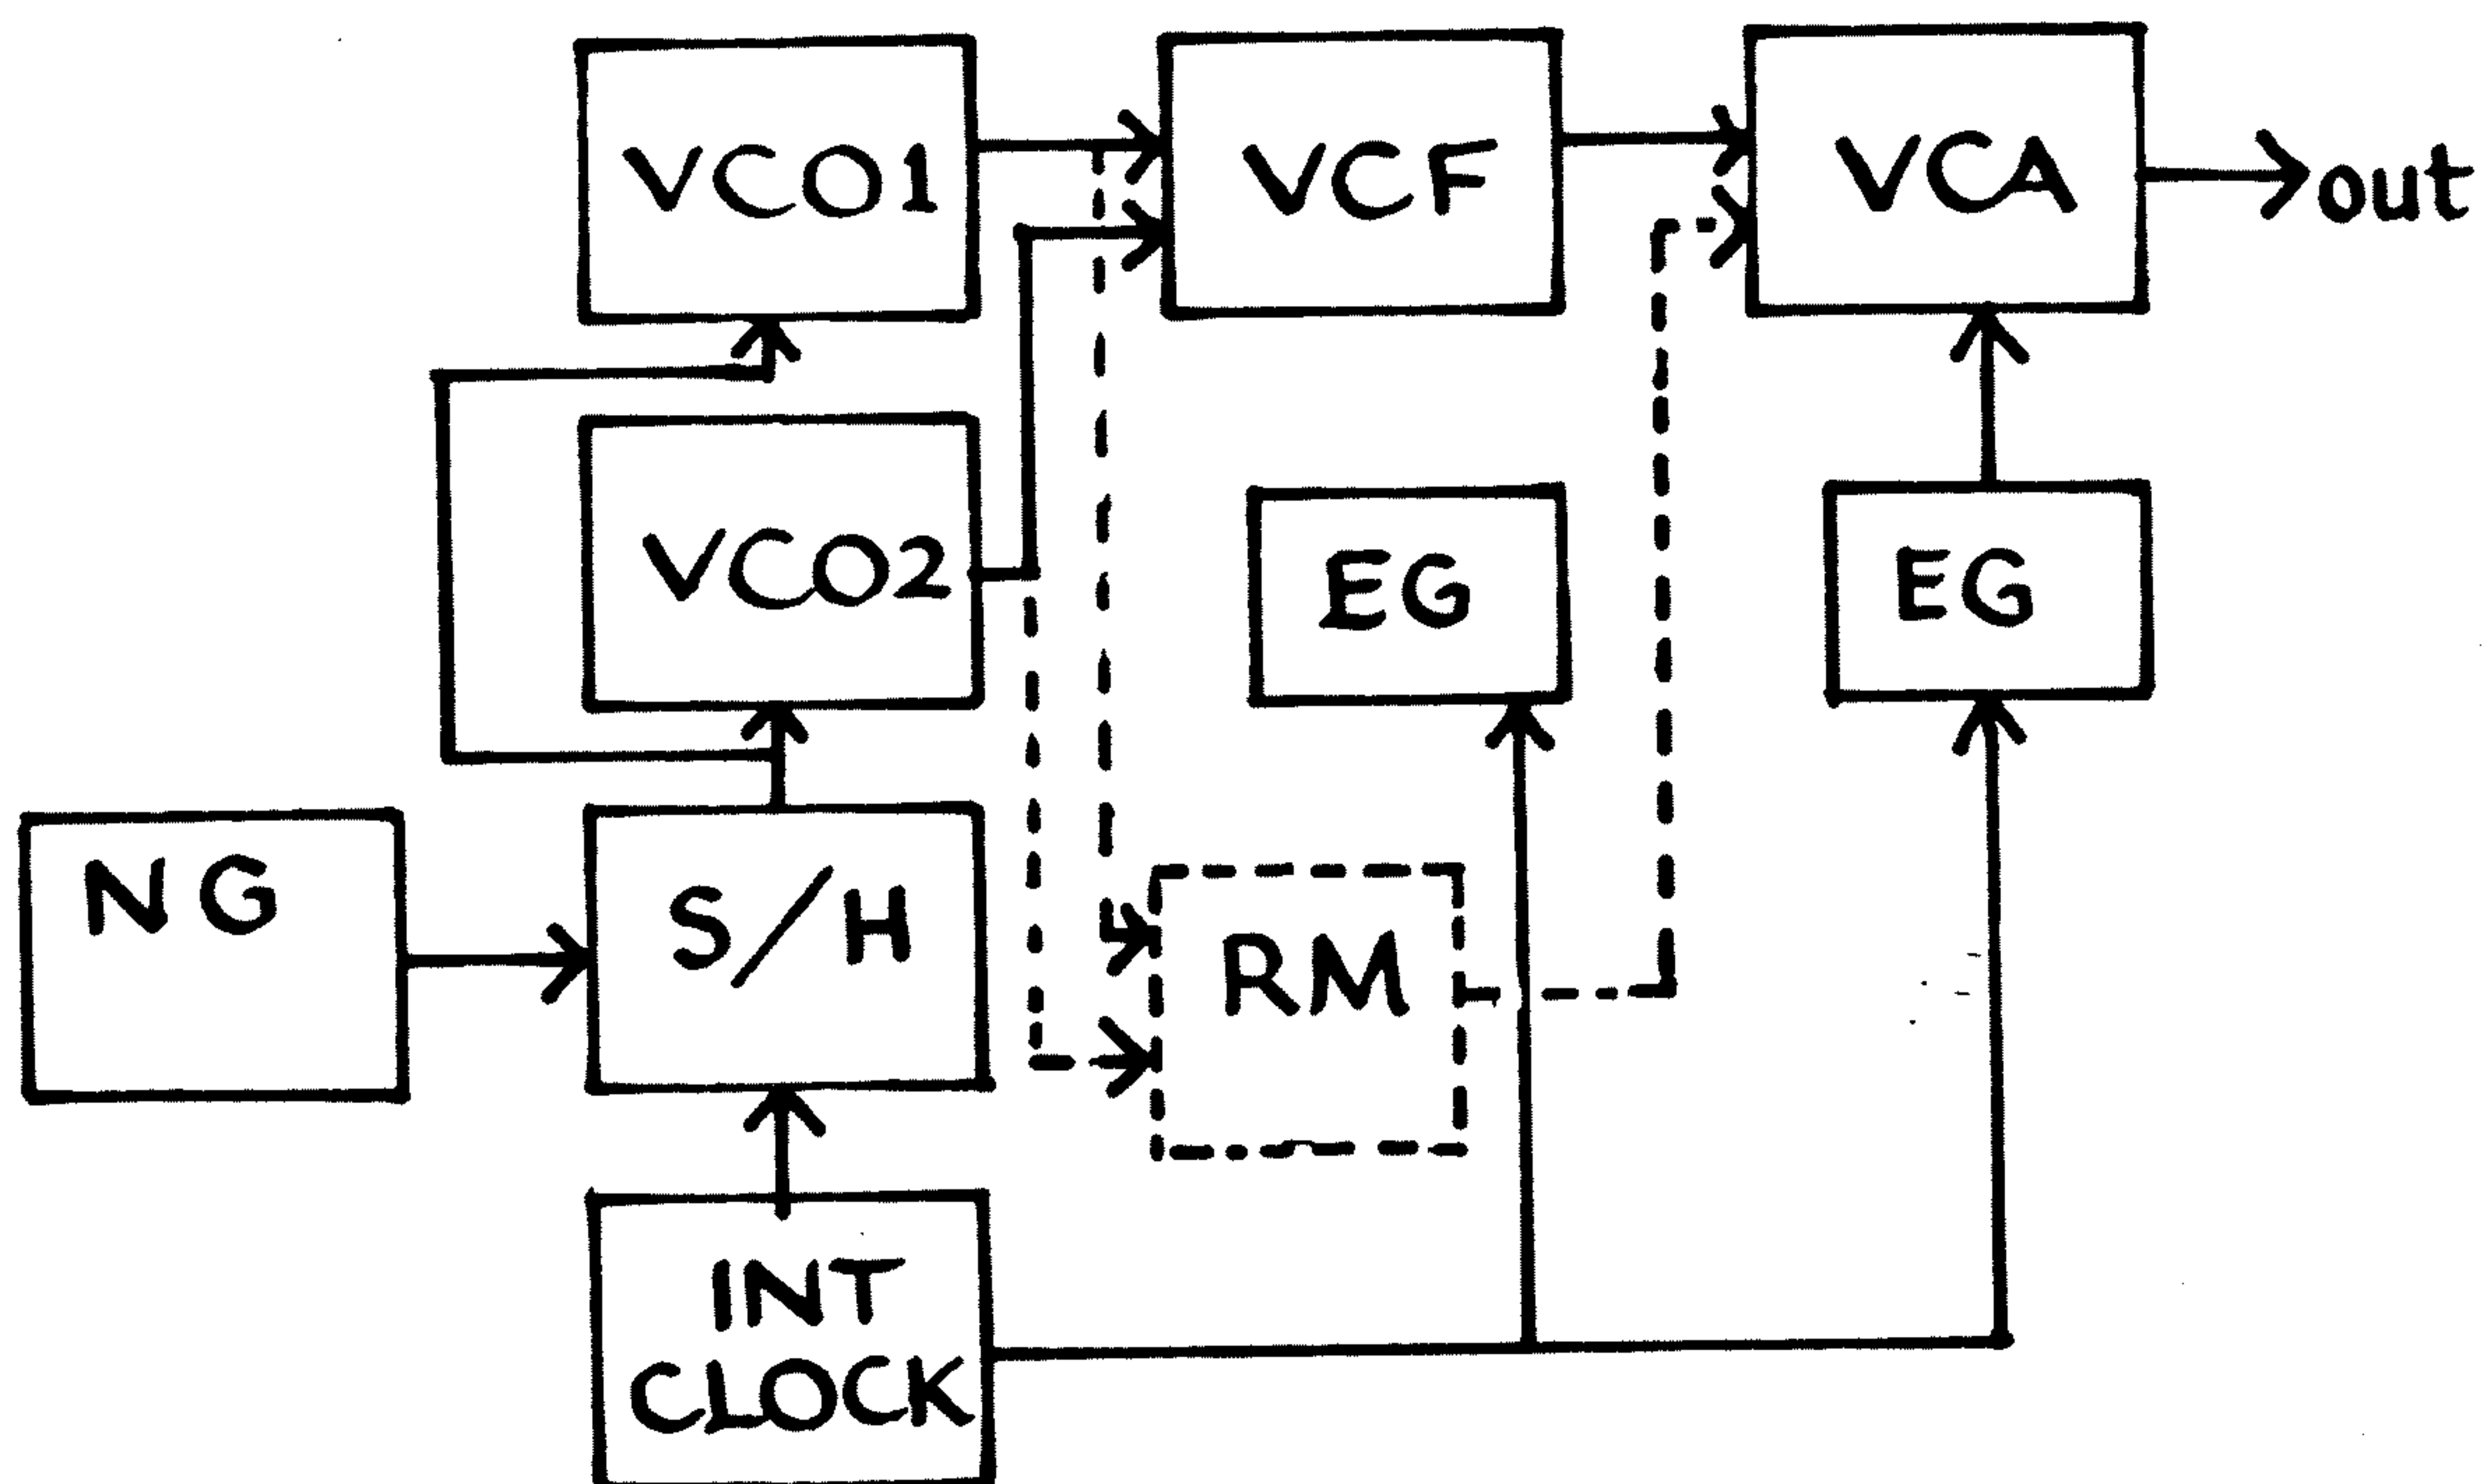 VCO1
VCF
VCA
out
VCO2
EG
EG
NG
S/H
RM
INT
CLOCK